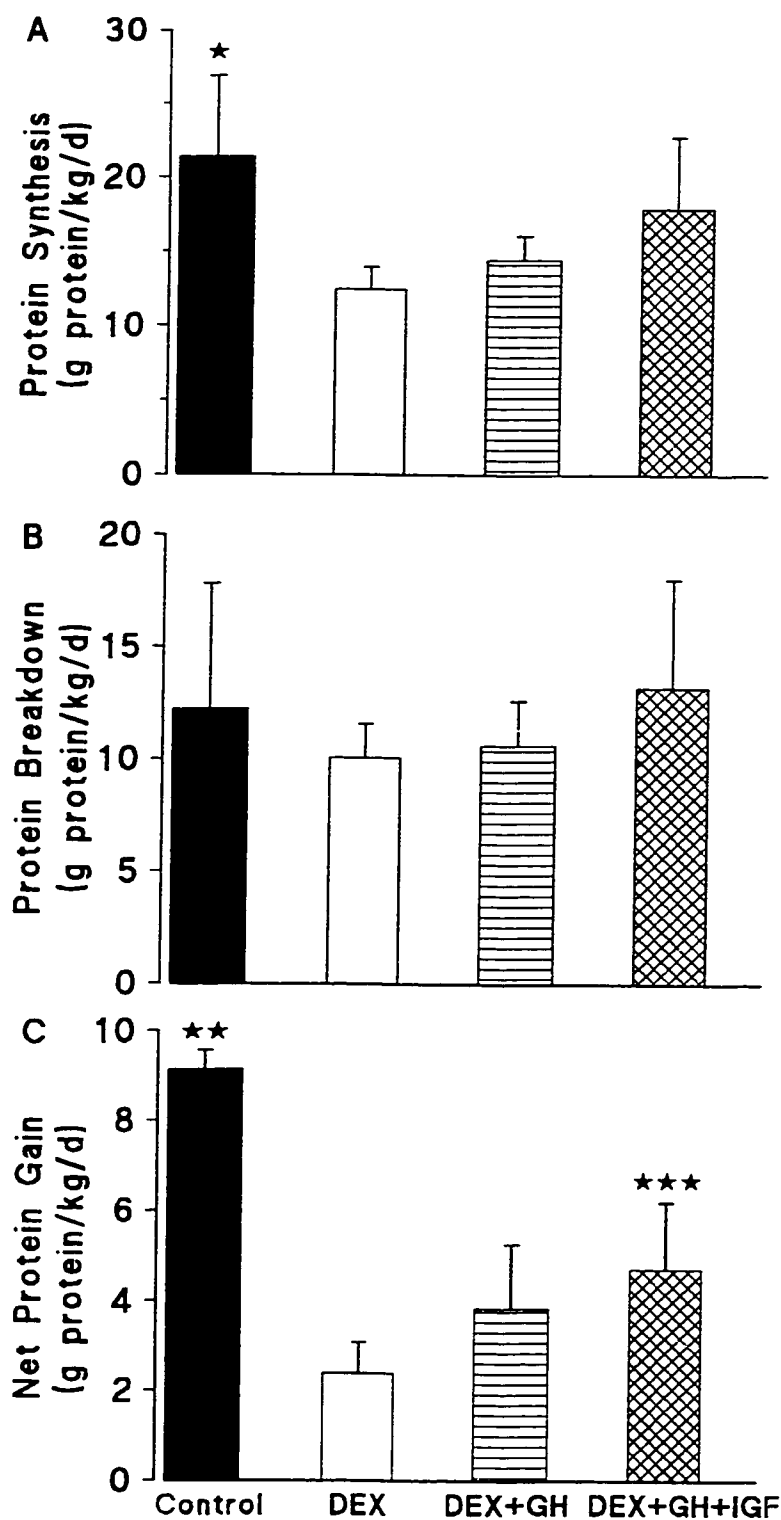 A
Protein Synthesis
(g protein/kg/d)
30
20
10
0
★
B
Protein Breakdown
(g protein/kg/d)
20
15
10
5
0
C
Net Protein Gain
(g protein/kg/d)
10
8
6
4
2
0
★★
★★★
Control DEX DEX+GH DEX+GH+IGF